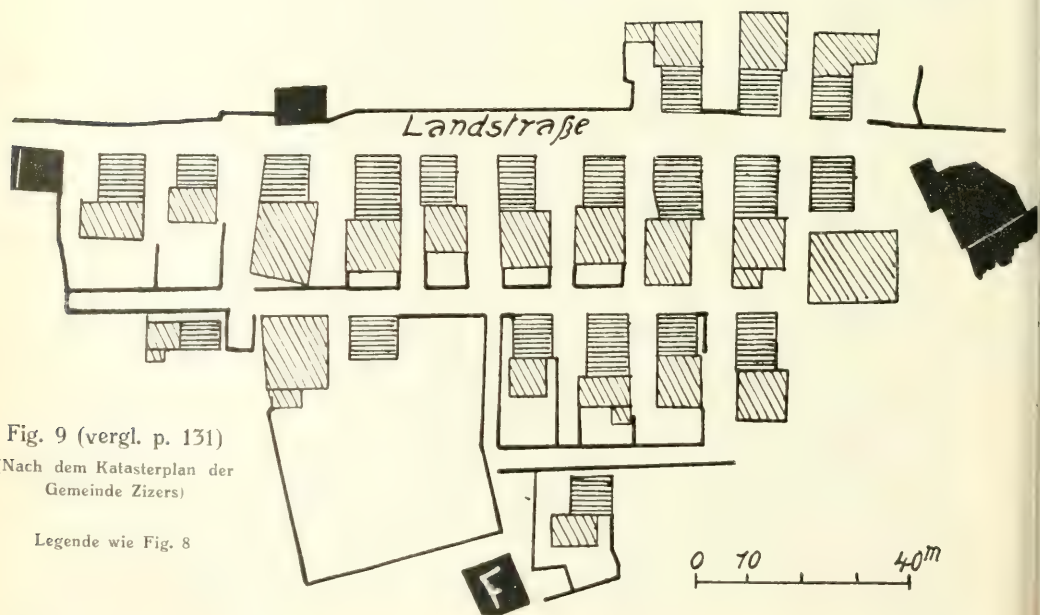 Landstraße
Fig. 9 (vergl. p. 131)
(Nach dem Katasterplan der
Gemeinde Zizers)
Legende wie Fig. 8
F
0 10 40m